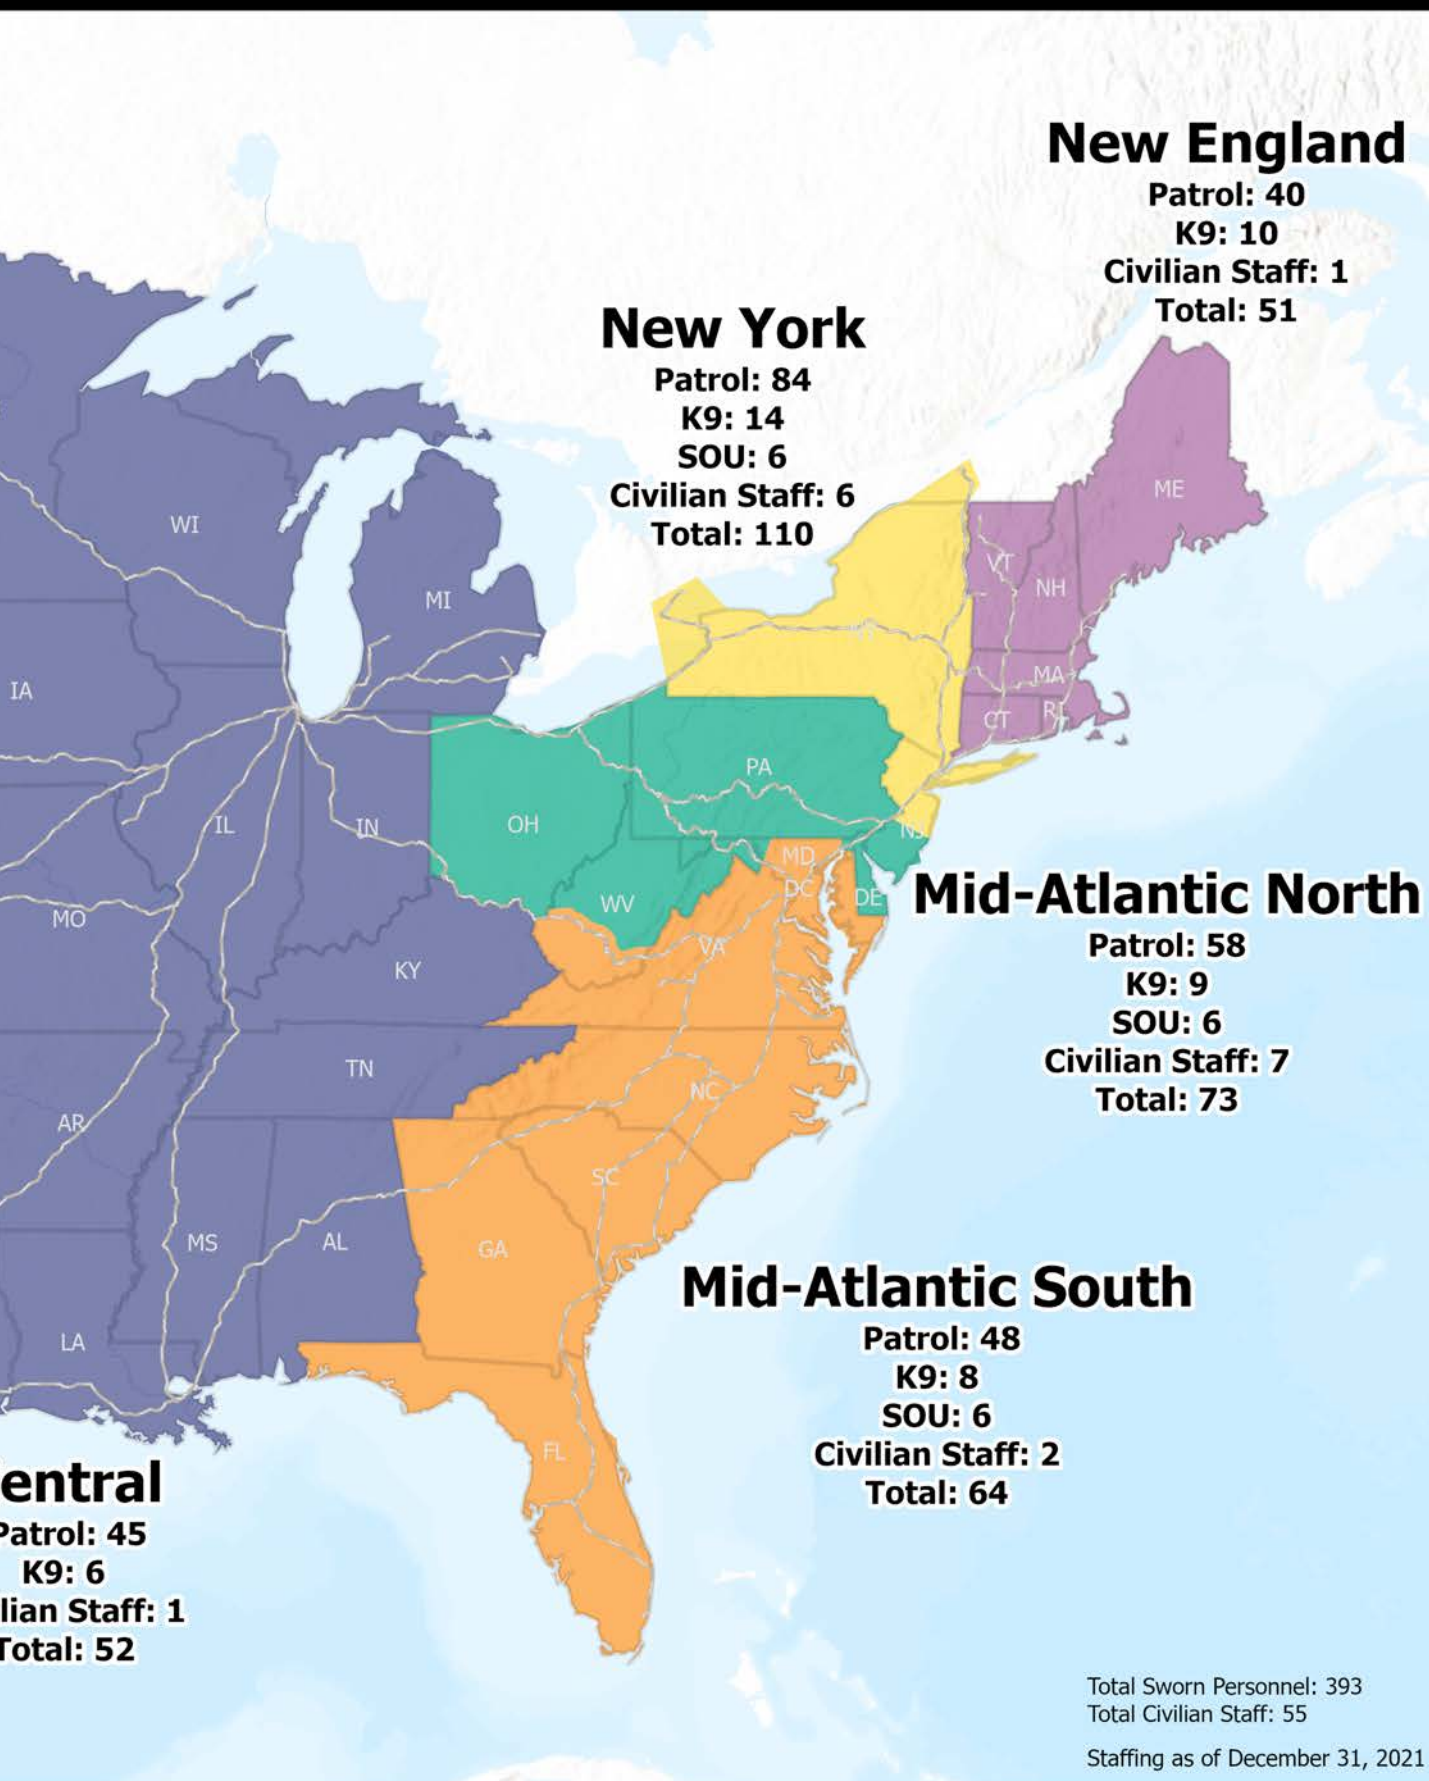 New England
Patrol: 40
K9: 10
Civilian Staff: 1
Total: 51
New York
Patrol: 84
K9: 14
SOU: 6
Civilian Staff: 6
Total: 110
ME
VT
NH
MA
CT
RI
WI
MI
IA
PA
OH
NJ
IL
IN
MD
DC
DE
WV
MO
VA
KY
Mid-Atlantic North
Patrol: 58
K9: 9
SOU: 6
Civilian Staff: 7
Total: 73
TN
NC
AR
SC
MS
AL
GA
LA
FL
Mid-Atlantic South
Patrol: 48
K9: 8
SOU: 6
Civilian Staff: 2
Total: 64
entral
Patrol: 45
K9: 6
lian Staff: 1
Total: 52
Total Sworn Personnel: 393
Total Civilian Staff: 55
Staffing as of December 31, 2021